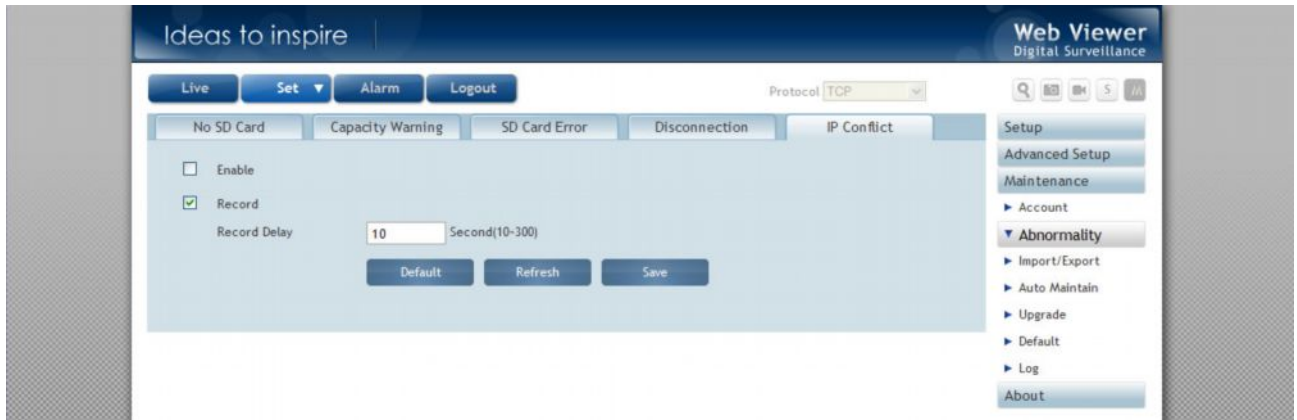 Ideas to inspire
Web Viewer
Digital Surveillance
Live
Set
Alarm
Logout
Protocol TCP
S
No SD Card
Capacity Warning
SD Card Error
Disconnection
IP Conflict
Enable
Record
Record Delay 10 Second(10-300)
Default
Refresh
Save
Setup
Advanced Setup
Maintenance
Account
Abnormality
Import/Export
Auto Maintain
Upgrade
Default
Log
About